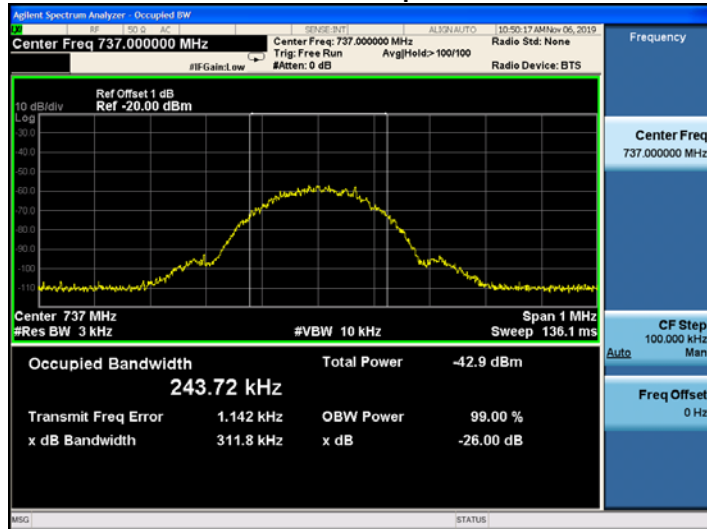 Agilent Spectrum Analyzer - Occupied BW
LXI RF 50 Ω AC SENSE:INT ALIGN AUTO 10:50:17 AM Nov 06, 2019
Center Freq 737.000000 MHz
Center Freq: 737.000000 MHz
Radio Std: None
Trig: Free Run Avg|Hold:> 100/100
#IFGain:Low #Atten: 0 dB Radio Device: BTS
Ref Offset 1 dB
10 dB/div Ref -20.00 dBm
Log
-30.0
-40.0
-50.0
-60.0
-70.0
-80.0
-90.0
-100
-110
Center 737 MHz Span 1 MHz
#Res BW 3 kHz #VBW 10 kHz Sweep 136.1 ms
Occupied Bandwidth Total Power -42.9 dBm
243.72 kHz
Transmit Freq Error 1.142 kHz OBW Power 99.00 %
x dB Bandwidth 311.8 kHz x dB -26.00 dB
MSG STATUS
Frequency
Center Freq
737.000000 MHz
CF Step
100.000 kHz
Auto Man
Freq Offset
0 Hz